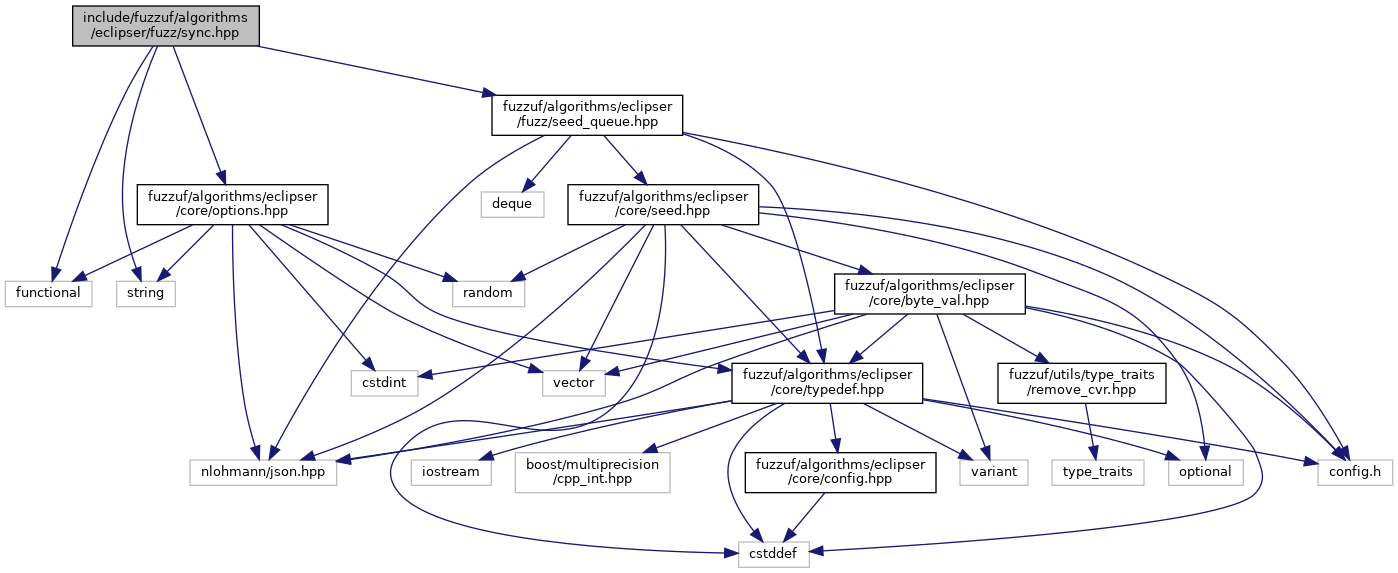 include/fuzzuf/algorithms
/eclipser/fuzz/sync.hpp
fuzzuf/algorithms/eclipser
/fuzz/seed_queue.hpp
fuzzuf/algorithms/eclipser
/core/options.hpp
deque
fuzzuf/algorithms/eclipser
/core/seed.hpp
functional
string
random
fuzzuf/algorithms/eclipser
/core/byte_val.hpp
cstdint
vector
fuzzuf/algorithms/eclipser
/core/typedef.hpp
fuzzuf/utils/type_traits
/remove_cvr.hpp
nlohmann/json.hpp
iostream
boost/multiprecision
/cpp_int.hpp
fuzzuf/algorithms/eclipser
/core/config.hpp
variant
type_traits
optional
config.h
cstddef